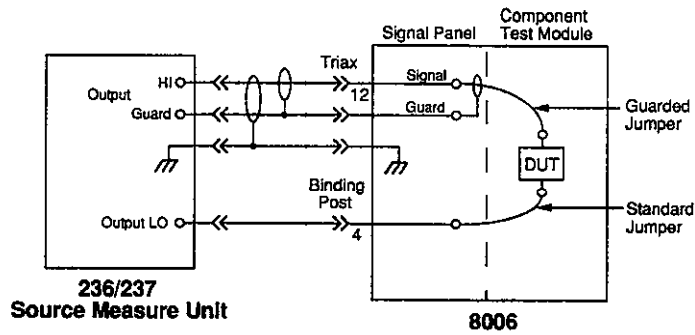 Component
Signal Panel
Test Module
Triax
HI
Signal
12
Output
Guard
Guard
Guarded
Jumper
DUT
Binding
Post
Output LO
4
Standard
Jumper
236/237
Source Measure Unit
8006